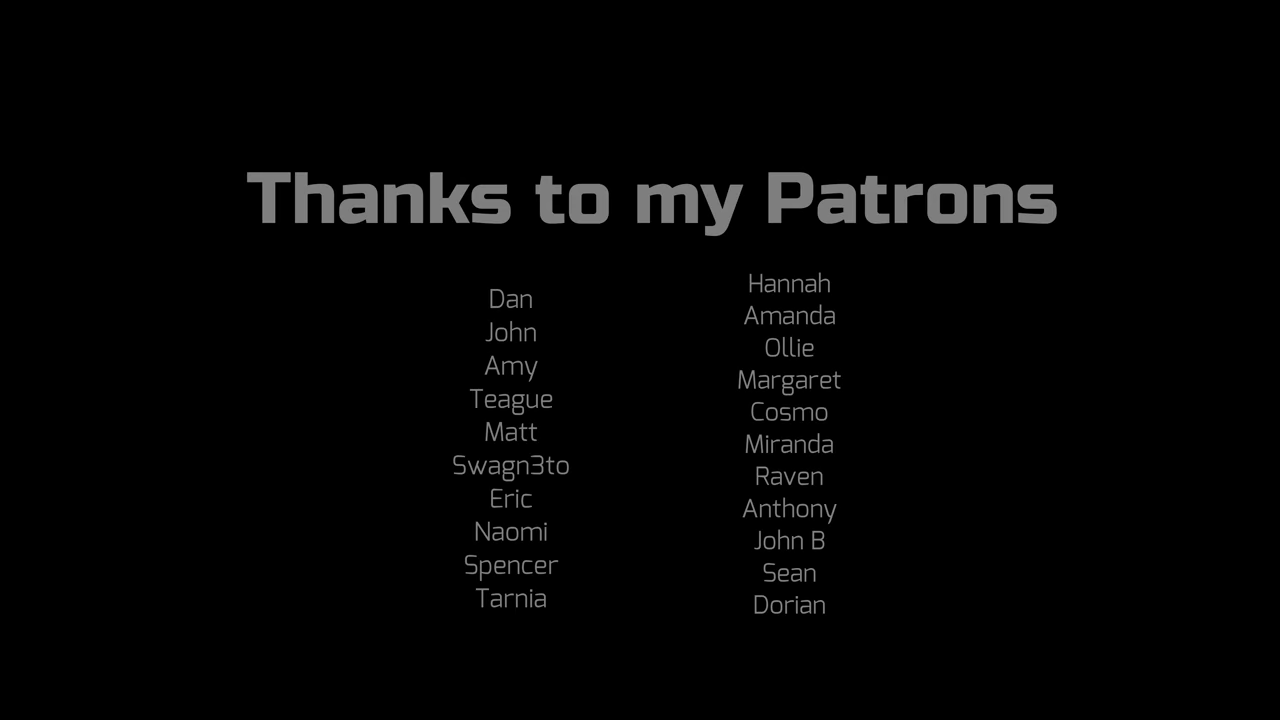 Thanks to my Patrons
Dan
John
Amy
Teague
Matt
Swagn3to
Eric
Naomi
Spencer
Tarnia
Hannah
Amanda
Ollie
Margaret
Cosmo
Miranda
Raven
Anthony
John B
Sean
Dorian